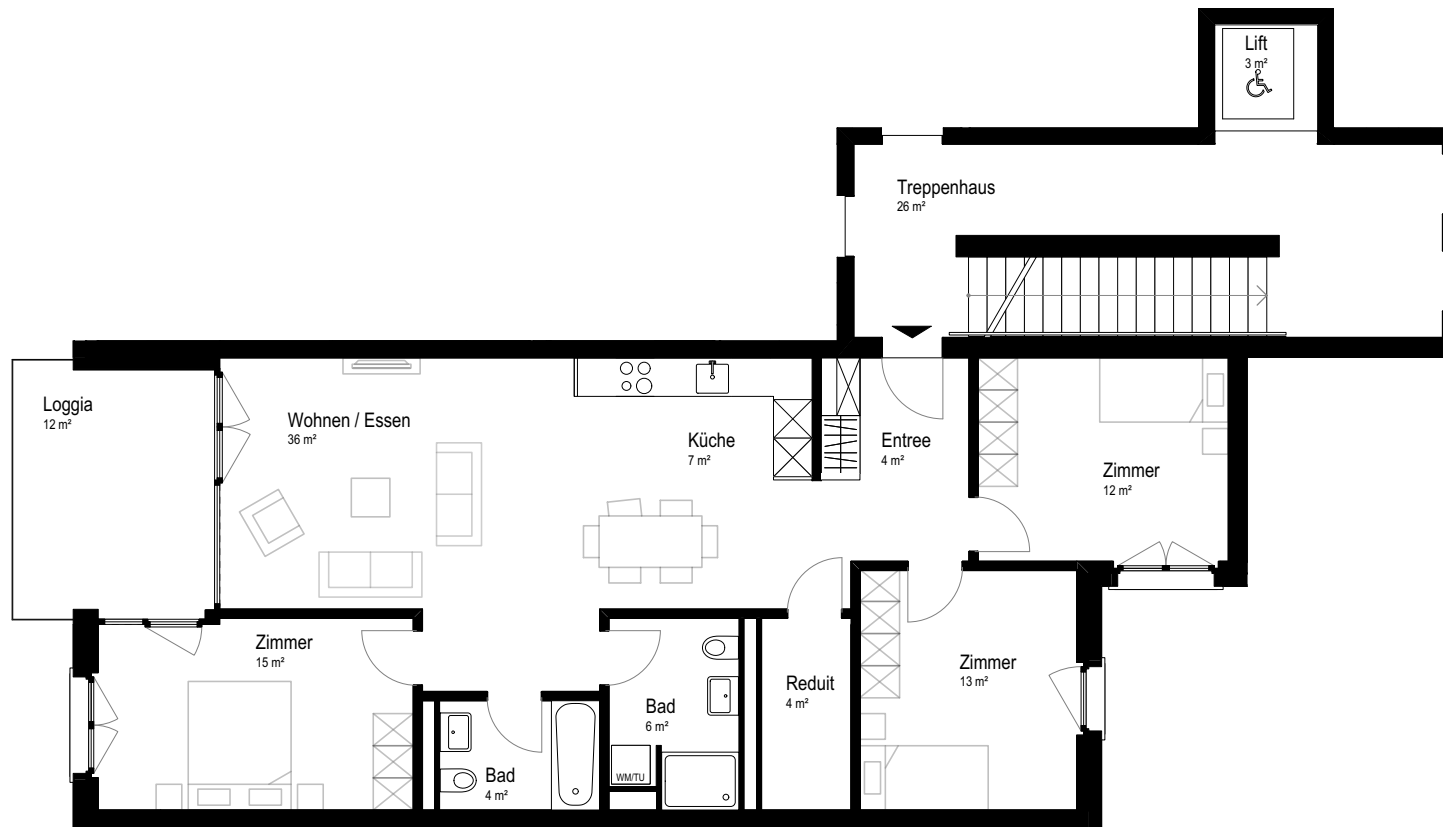 Lift
3 m²
Treppenhaus
26 m²
Loggia
12 m²
Wohnen / Essen
36 m²
Küche
7 m²
Entree
4 m²
Zimmer
12 m²
Zimmer
15 m²
Bad
4 m²
Bad
6 m²
WM/TU
Reduit
4 m²
Zimmer
13 m²